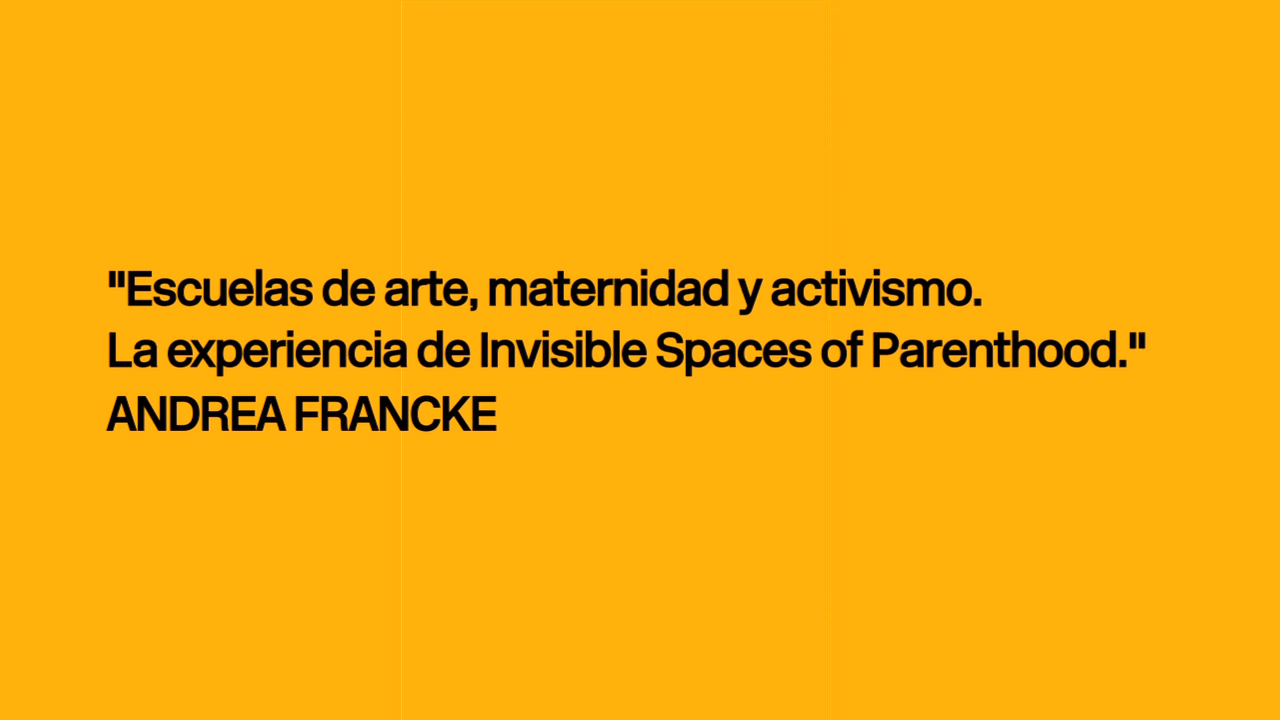 "Escuelas de arte, maternidad y activismo.
La experiencia de Invisible Spaces of Parenthood."
ANDREA FRANCKE